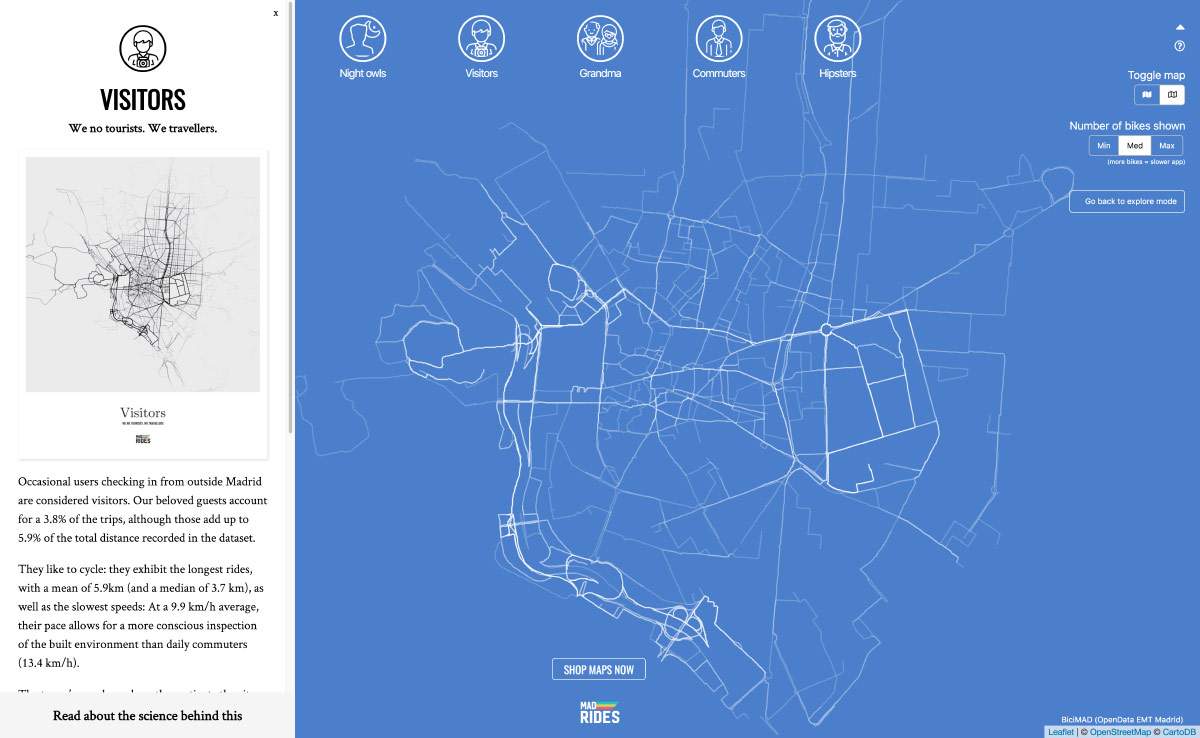 x
VISITORS
We no tourists. We travellers.
Visitors
WE NO TOURISTS. WE TRAVELLERS.
MAD
RIDES
Occasional users checking in from outside Madrid
are considered visitors. Our beloved guests account
for a 3.8% of the trips, although those add up to
5.9% of the total distance recorded in the dataset.
They like to cycle: they exhibit the longest rides,
with a mean of 5.9km (and a median of 3.7 km), as
well as the slowest speeds: At a 9.9 km/h average,
their pace allows for a more conscious inspection
of the built environment than daily commuters
(13.4 km/h).
Read about the science behind this
Night owls
Visitors
Grandma
Commuters
Hipsters
Toggle map
Number of bikes shown
Min Med Max
(more bikes = slower app)
Go back to explore mode
SHOP MAPS NOW
MAD
RIDES
BiciMAD (OpenData EMT Madrid)
Leaflet | © OpenStreetMap © CartoDB